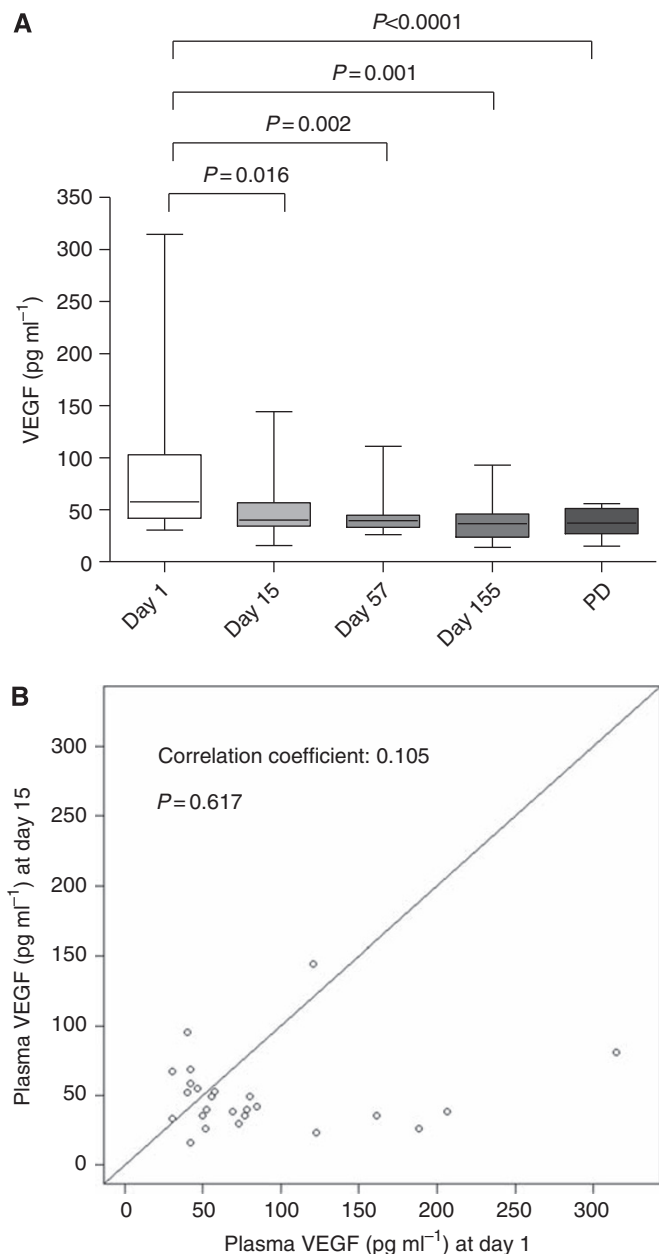 A
P<0.0001
P=0.001
P=0.002
P=0.016
350
300
250
200
150
100
50
0
VEGF (pg ml⁻¹)
Day 1
Day 15
Day 57
Day 155
PD
B
Correlation coefficient: 0.105
P=0.617
300
250
200
150
100
50
0
Plasma VEGF (pg ml⁻¹) at day 15
0 50 100 150 200 250 300
Plasma VEGF (pg ml⁻¹) at day 1